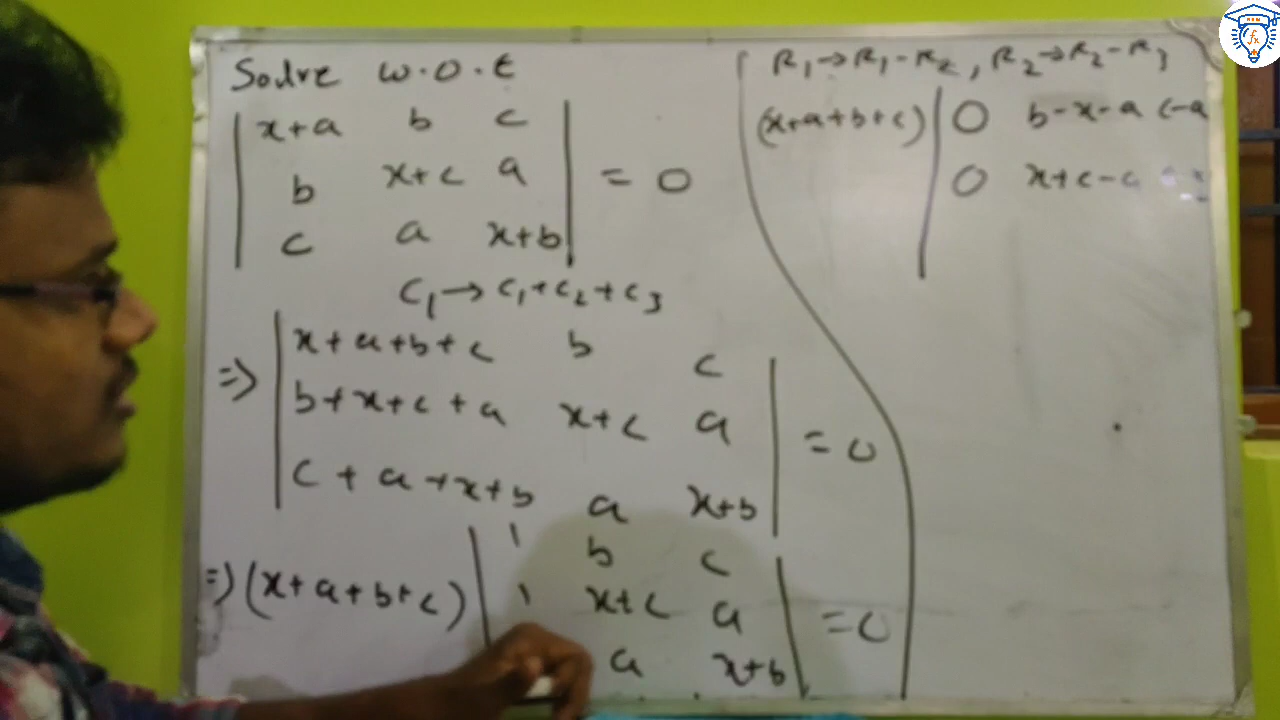 Solve w.o.t
x+a b c
b x+c a = 0
c a x+b
C₁→C₁+C₂+C₃
=> x+a+b+c b c
b+x+c+a x+c a = 0
c+a+x+b a x+b
=> (x+a+b+c) 1 b c
1 x+c a = 0
a x+b
R₁→R₁-R₂, R₂→R₂-R₃
(x+a+b+c) 0 b-x-a c-a
0 x+c-a